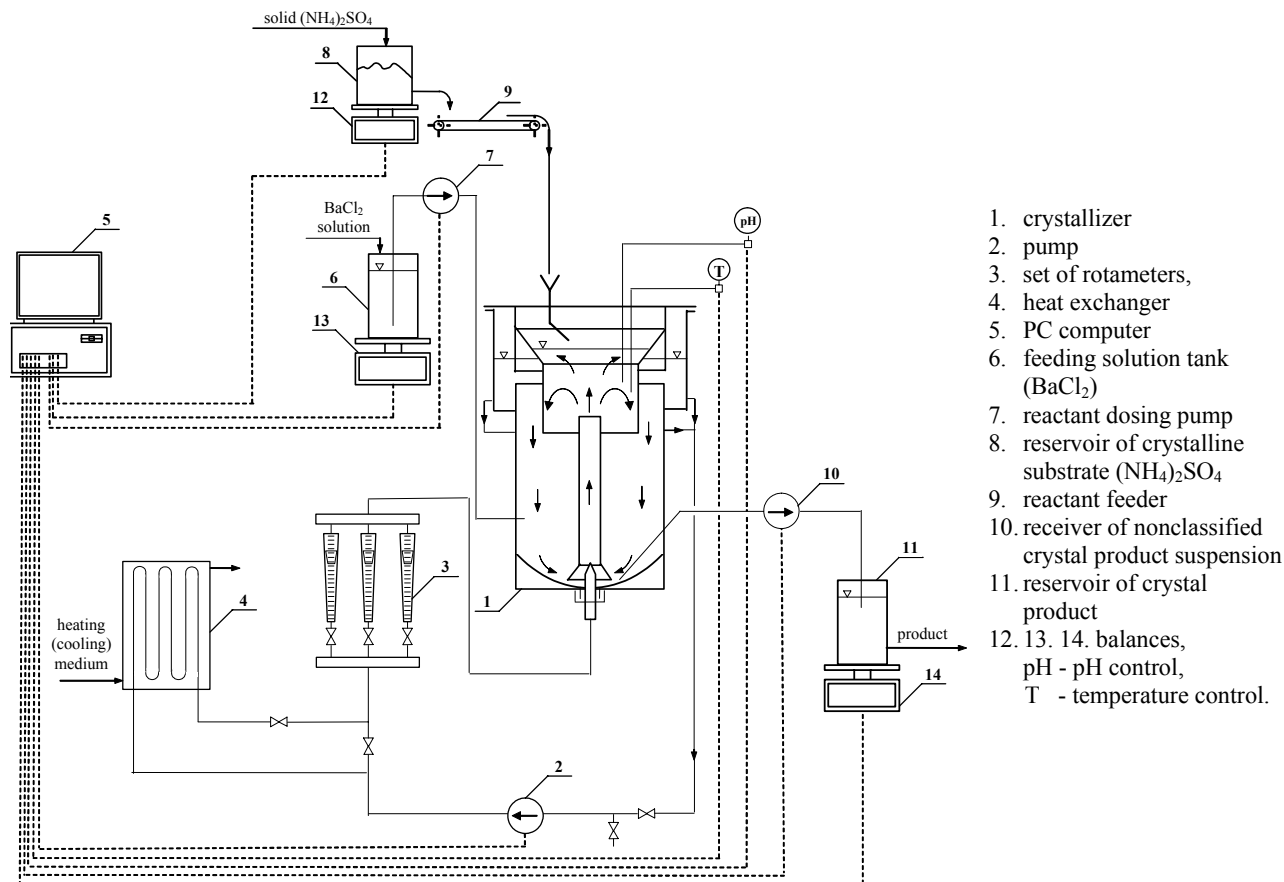 solid (NH₄)₂SO₄
8
12
9
7
BaCl₂
solution
5
6
13
pH
T
10
11
3
4
1
heating
(cooling)
medium
product
14
2
1. crystallizer
2. pump
3. set of rotameters,
4. heat exchanger
5. PC computer
6. feeding solution tank
(BaCl₂)
7. reactant dosing pump
8. reservoir of crystalline
substrate (NH₄)₂SO₄
9. reactant feeder
10. receiver of nonclassified
crystal product suspension
11. reservoir of crystal
product
12. 13. 14. balances,
pH - pH control,
T - temperature control.